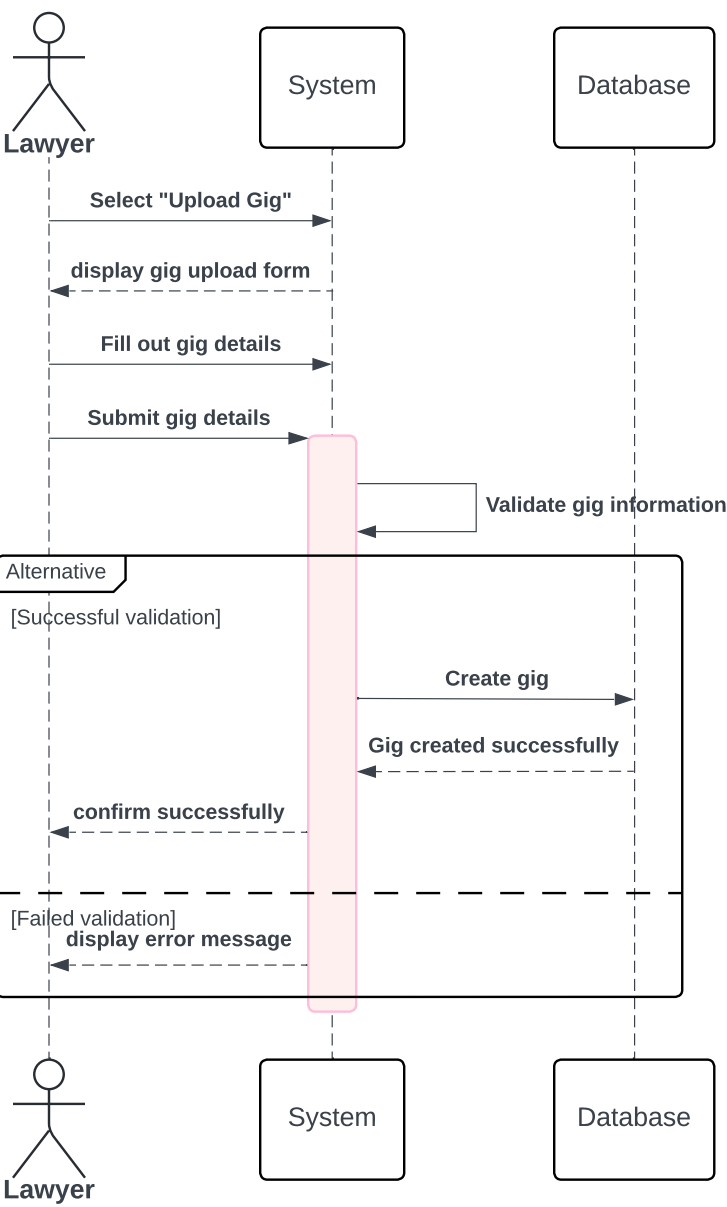 System
Database
Lawyer
Select "Upload Gig"
display gig upload form
Fill out gig details
Submit gig details
Validate gig information
Alternative
[Successful validation]
Create gig
Gig created successfully
confirm successfully
[Failed validation]
display error message
System
Database
Lawyer